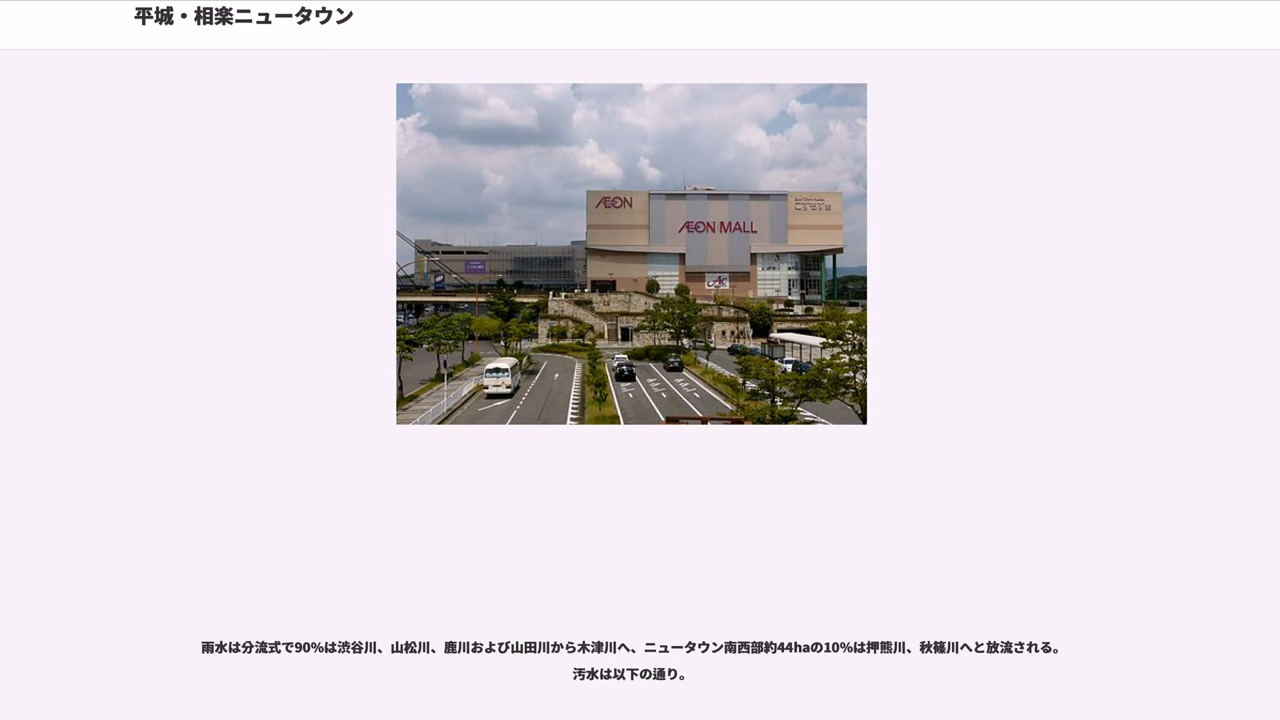 平城・相楽ニュータウン
ÆON
ÆON MALL
雨水は分流式で90%は渋谷川、山松川、鹿川および山田川から木津川へ、ニュータウン南西部約44haの10%は押熊川、秋篠川へと放流される。
汚水は以下の通り。